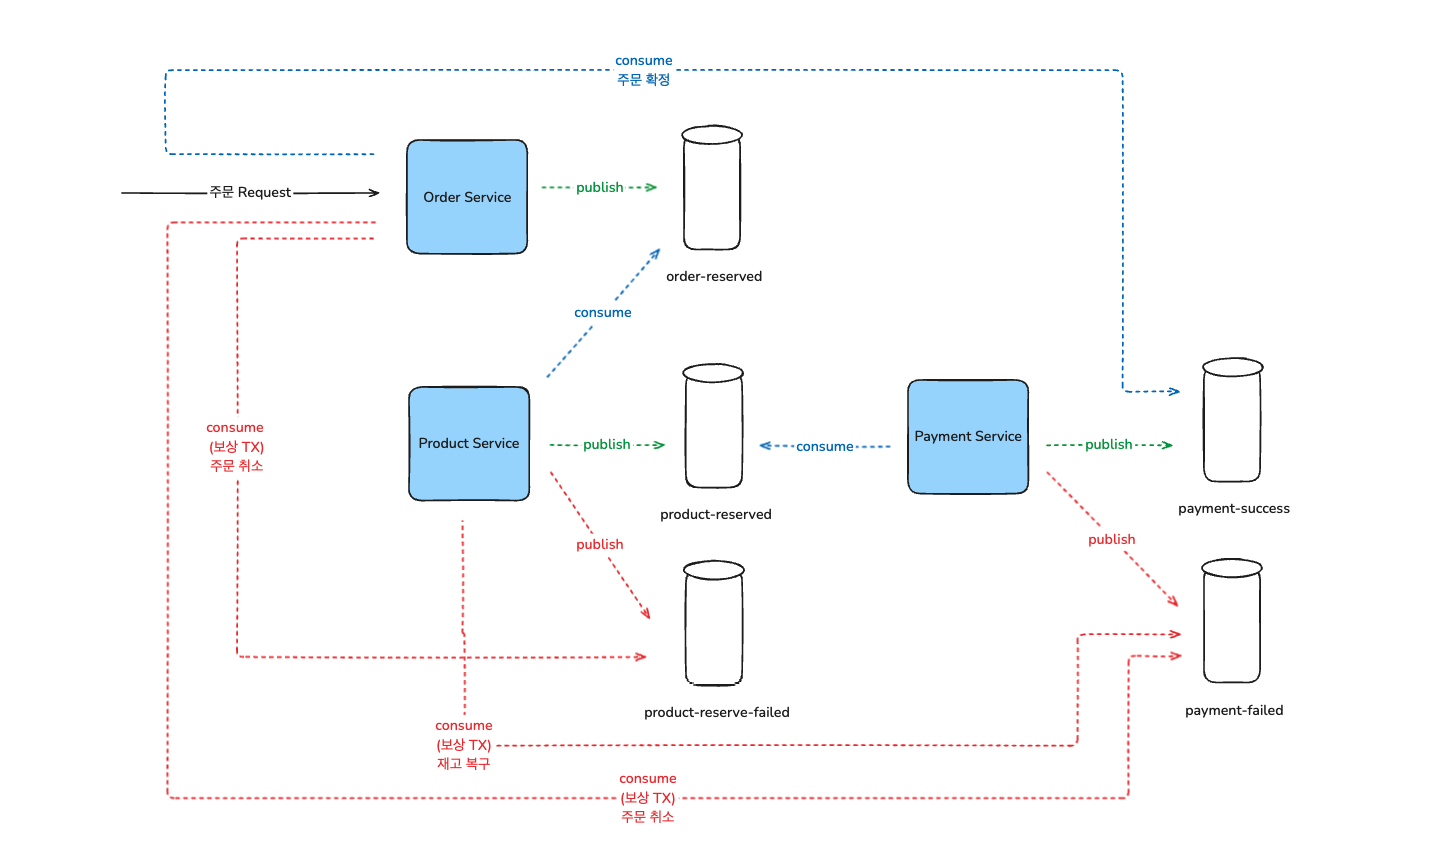 consume
주문 확정
주문 Request
Order Service
publish
order-reserved
consume
consume
(보상 TX)
주문 취소
Product Service
publish
product-reserved
consume
Payment Service
publish
payment-success
publish
product-reserve-failed
publish
payment-failed
consume
(보상 TX)
재고 복구
consume
(보상 TX)
주문 취소